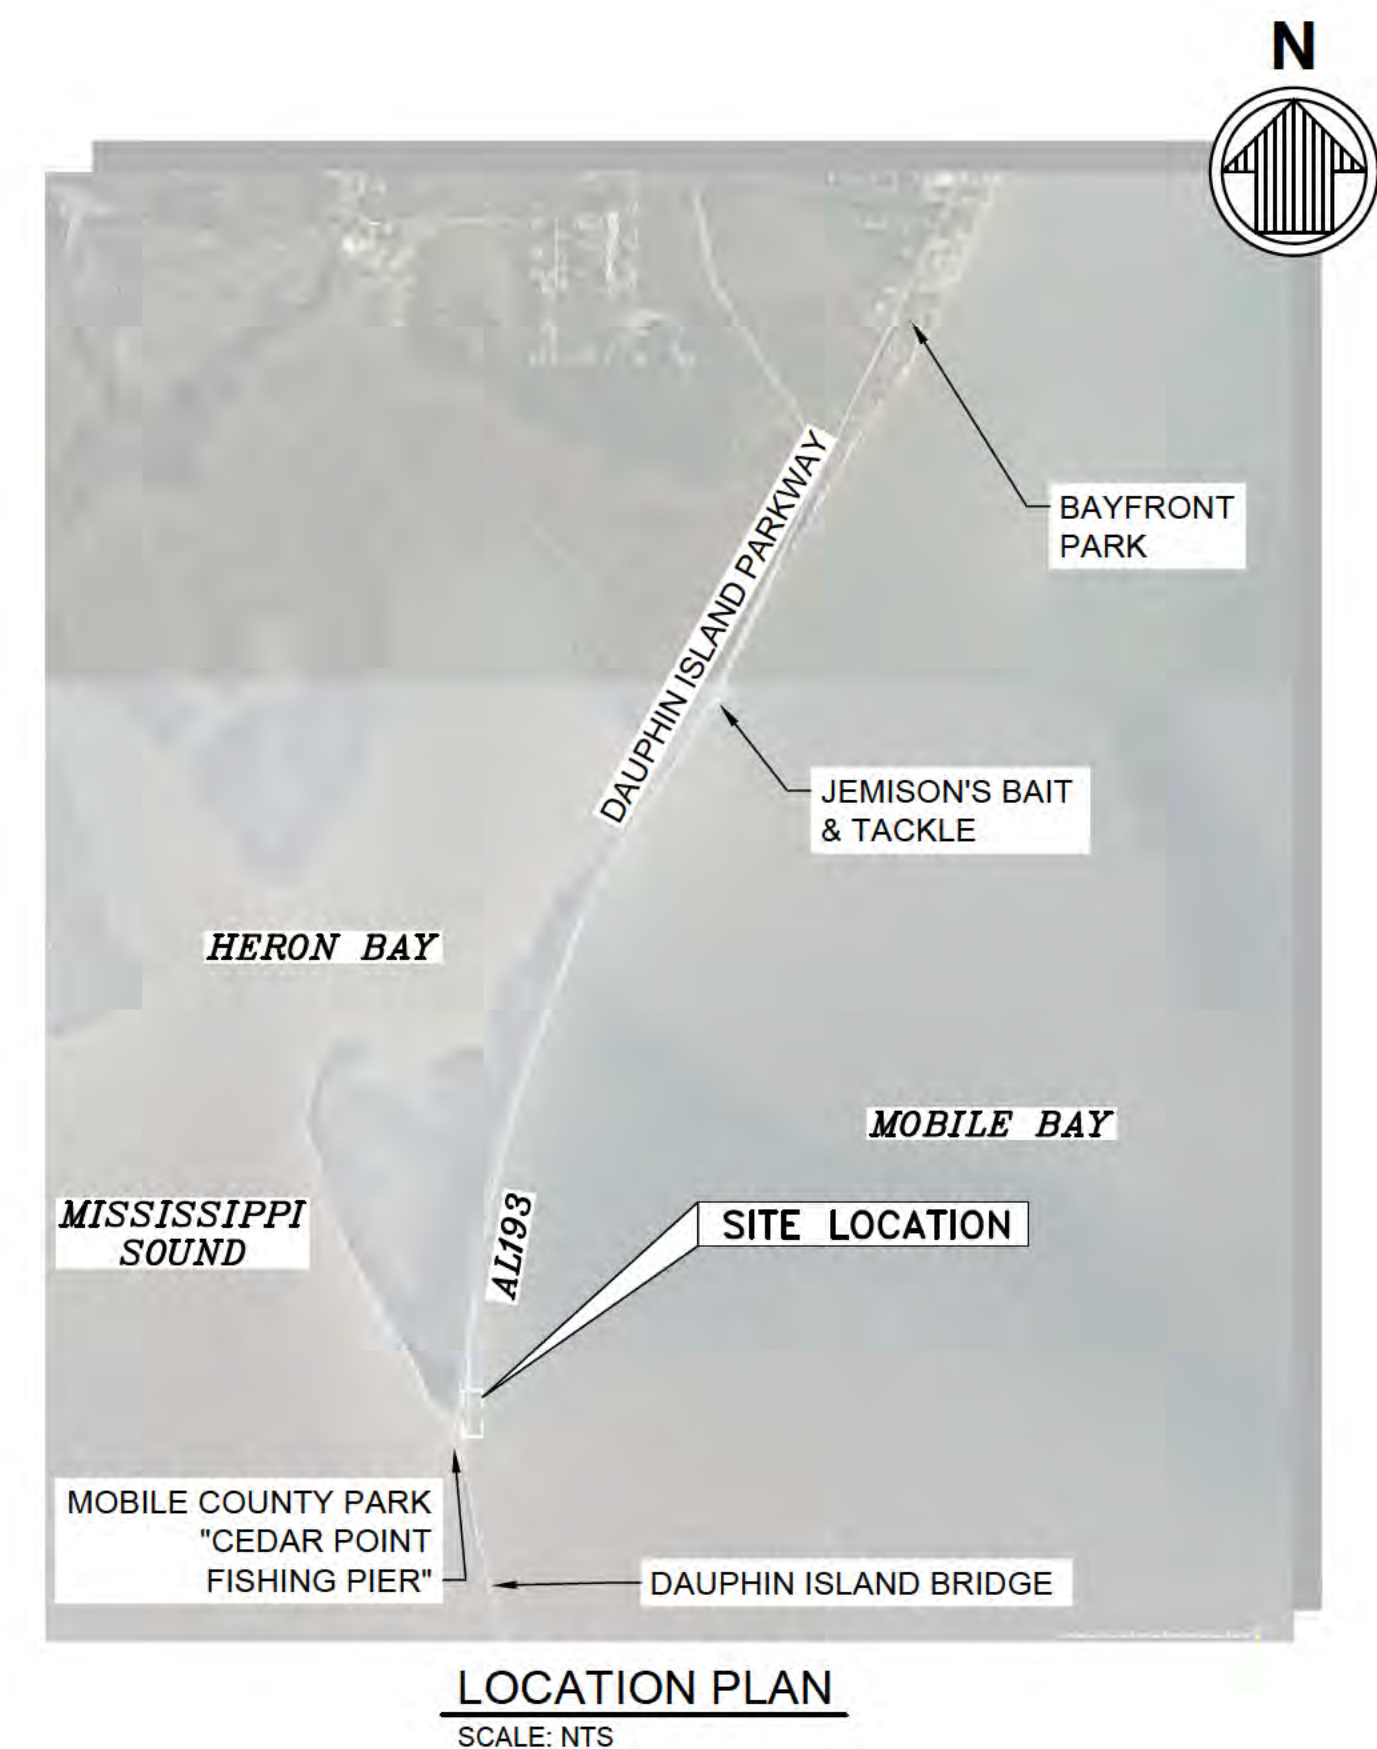 N
BAYFRONT
PARK
DAUPHIN ISLAND PARKWAY
JEMISON'S BAIT
& TACKLE
HERON BAY
MOBILE BAY
MISSISSIPPI
SOUND
AL193
SITE LOCATION
MOBILE COUNTY PARK
"CEDAR POINT
FISHING PIER"
DAUPHIN ISLAND BRIDGE
LOCATION PLAN
SCALE: NTS